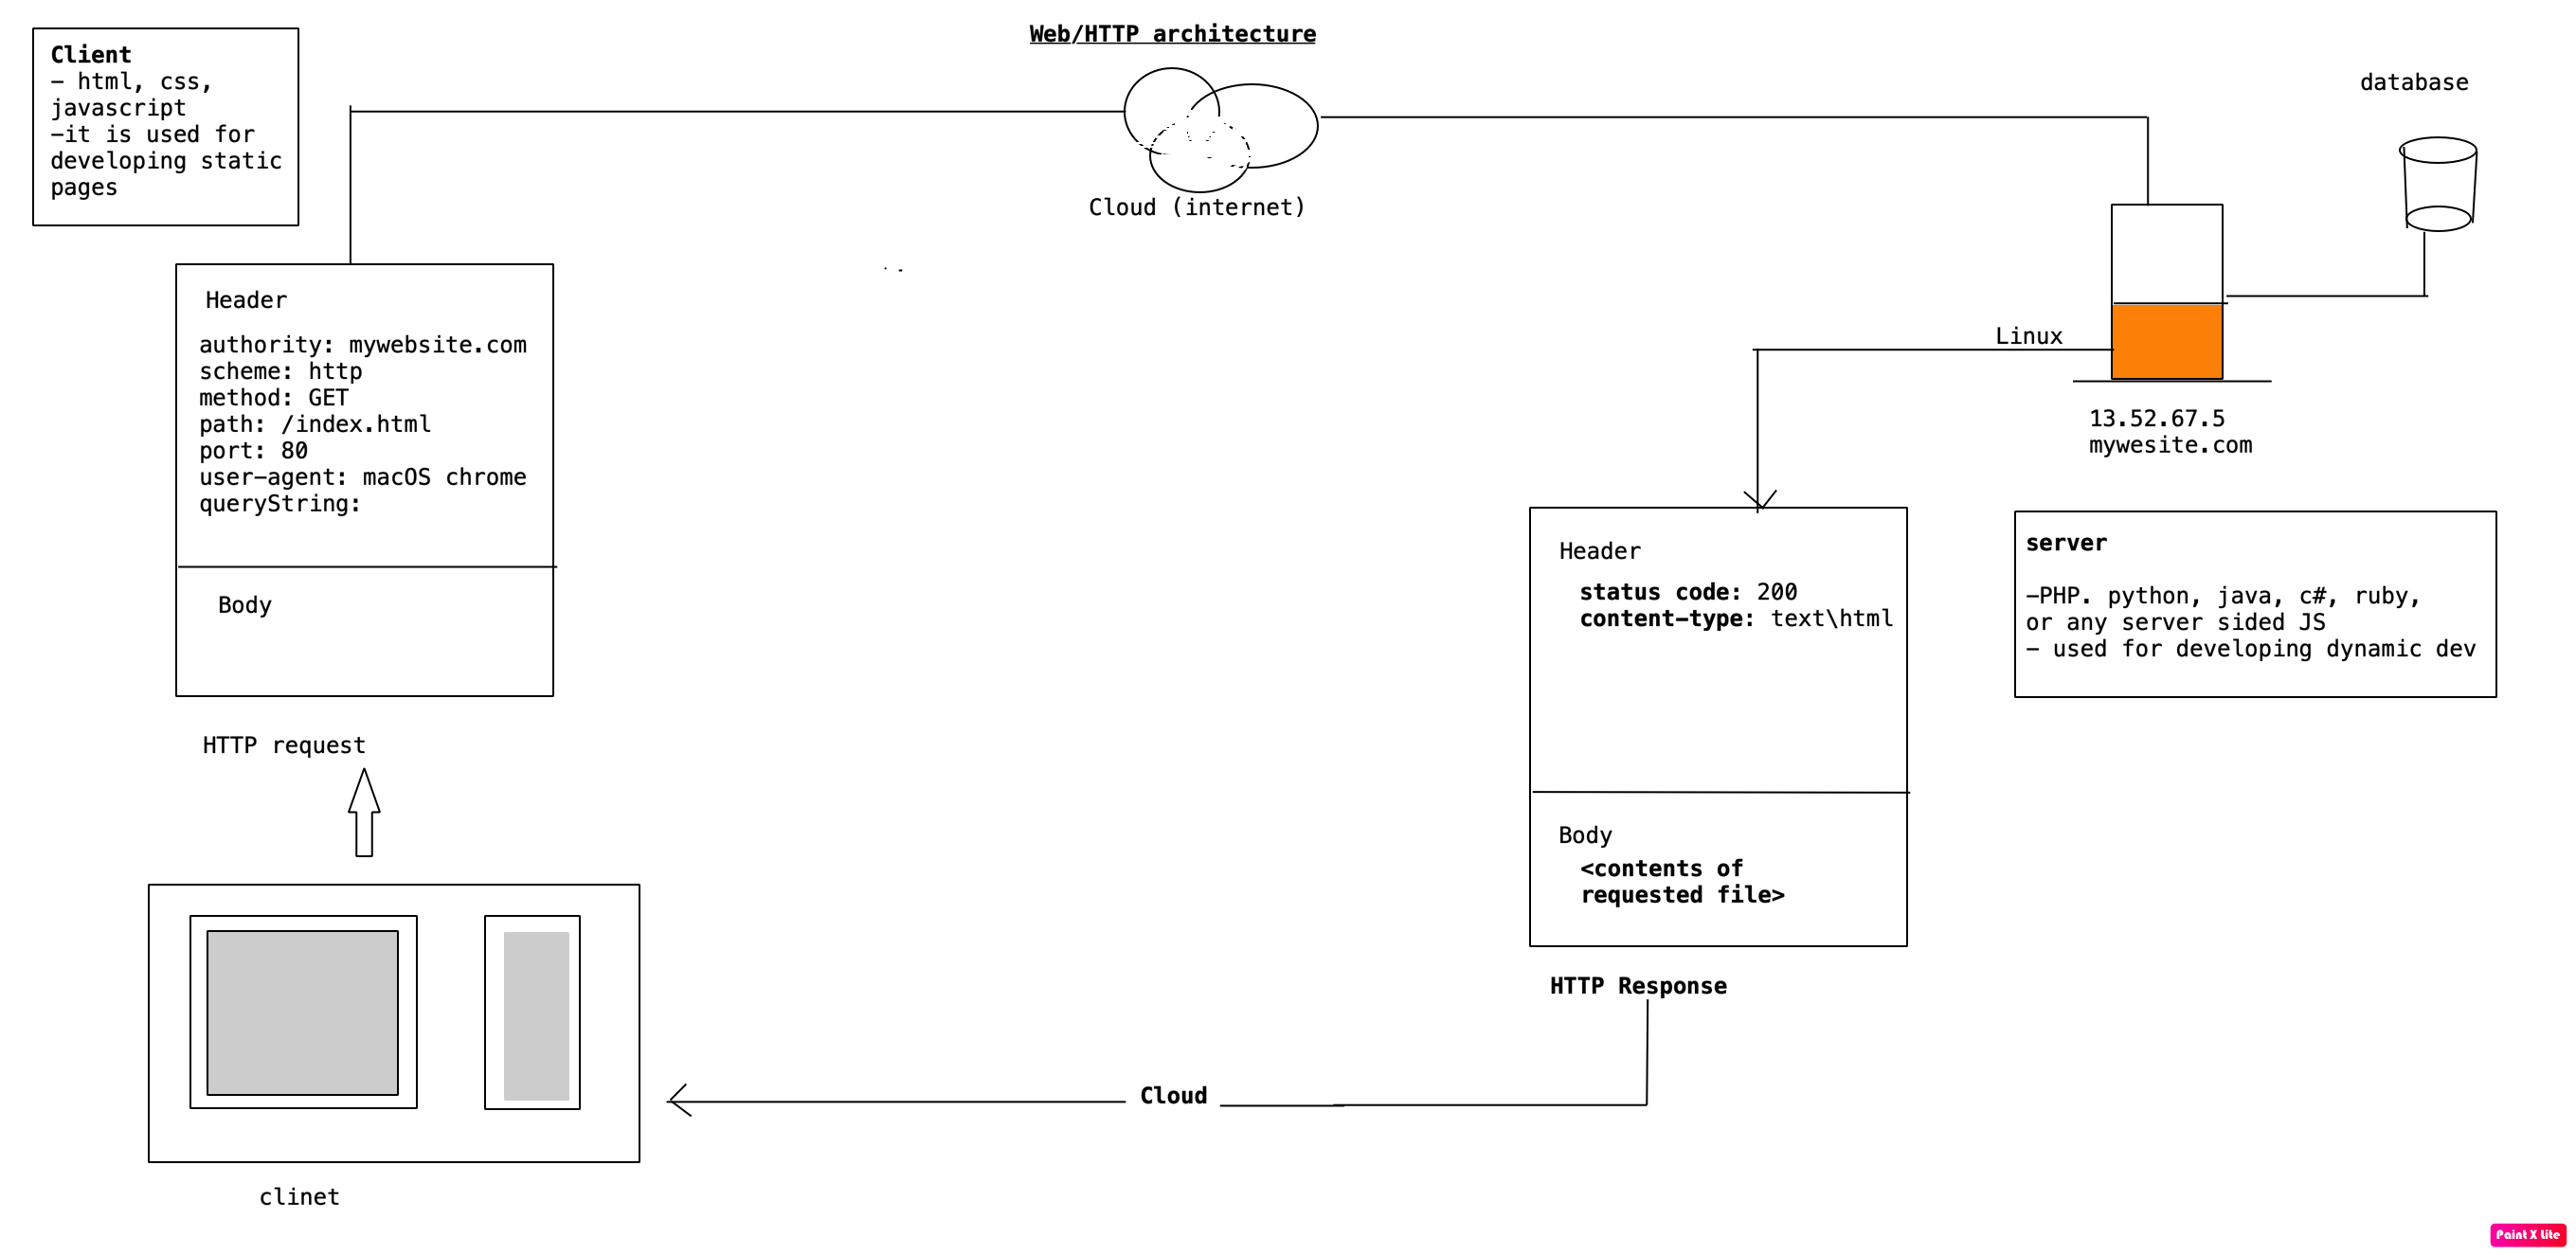 Web/HTTP architecture
Client
- html, css,
javascript
-it is used for
developing static
pages
Cloud (internet)
database
Header
authority: mywebsite.com
scheme: http
method: GET
path: /index.html
port: 80
user-agent: macOS chrome
queryString:
Body
HTTP request
clinet
Linux
13.52.67.5
mywesite.com
server
-PHP. python, java, c#, ruby,
or any server sided JS
- used for developing dynamic dev
Header
status code: 200
content-type: text\html
Body
<contents of
requested file>
HTTP Response
Cloud
Paint X Lite